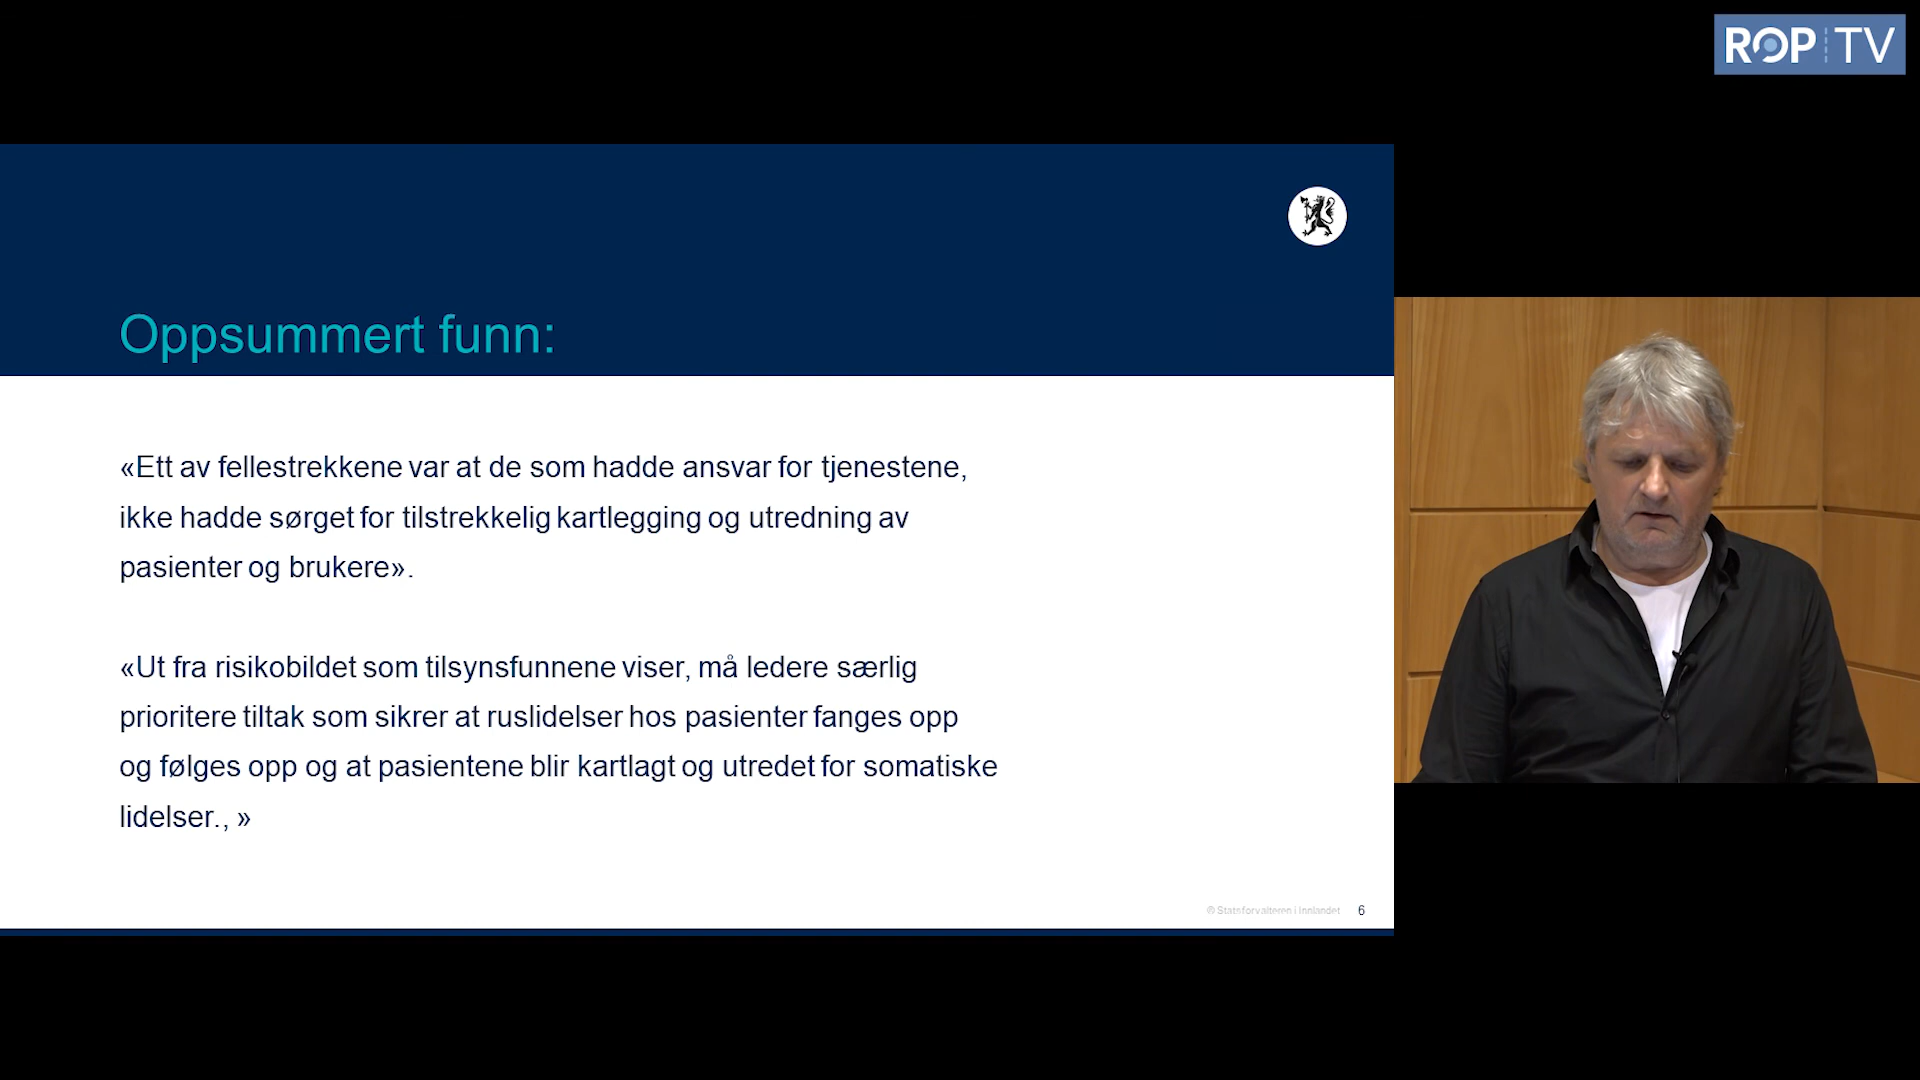 ROP TV
Oppsummert funn:
«Ett av fellestrekkene var at de som hadde ansvar for tjenestene,
ikke hadde sørget for tilstrekkelig kartlegging og utredning av
pasienter og brukere».
«Ut fra risikobildet som tilsynsfunnene viser, må ledere særlig
prioritere tiltak som sikrer at ruslidelser hos pasienter fanges opp
og følges opp og at pasientene blir kartlagt og utredet for somatiske
lidelser., »
© Statsforvalteren i Innlandet 6